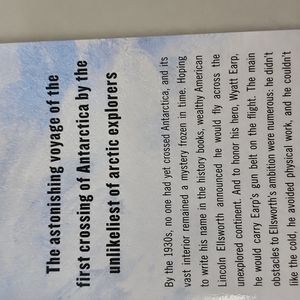 The astonishing voyage of the
first crossing of Antarctica by the
unlikeliest of arctic explorers
By the 1930s, no one had yet crossed Antarctica, and its
vast interior remained a mystery frozen in time. Hoping
to write his name in the history books, wealthy American
Lincoln Ellsworth announced he would fly across the
unexplored continent. And to honor his hero, Wyatt Earp,
he would carry Earp's gun belt on the flight. The main
obstacles to Ellsworth's ambition were numerous: he didn't
like the cold, he avoided physical work, and he couldn't